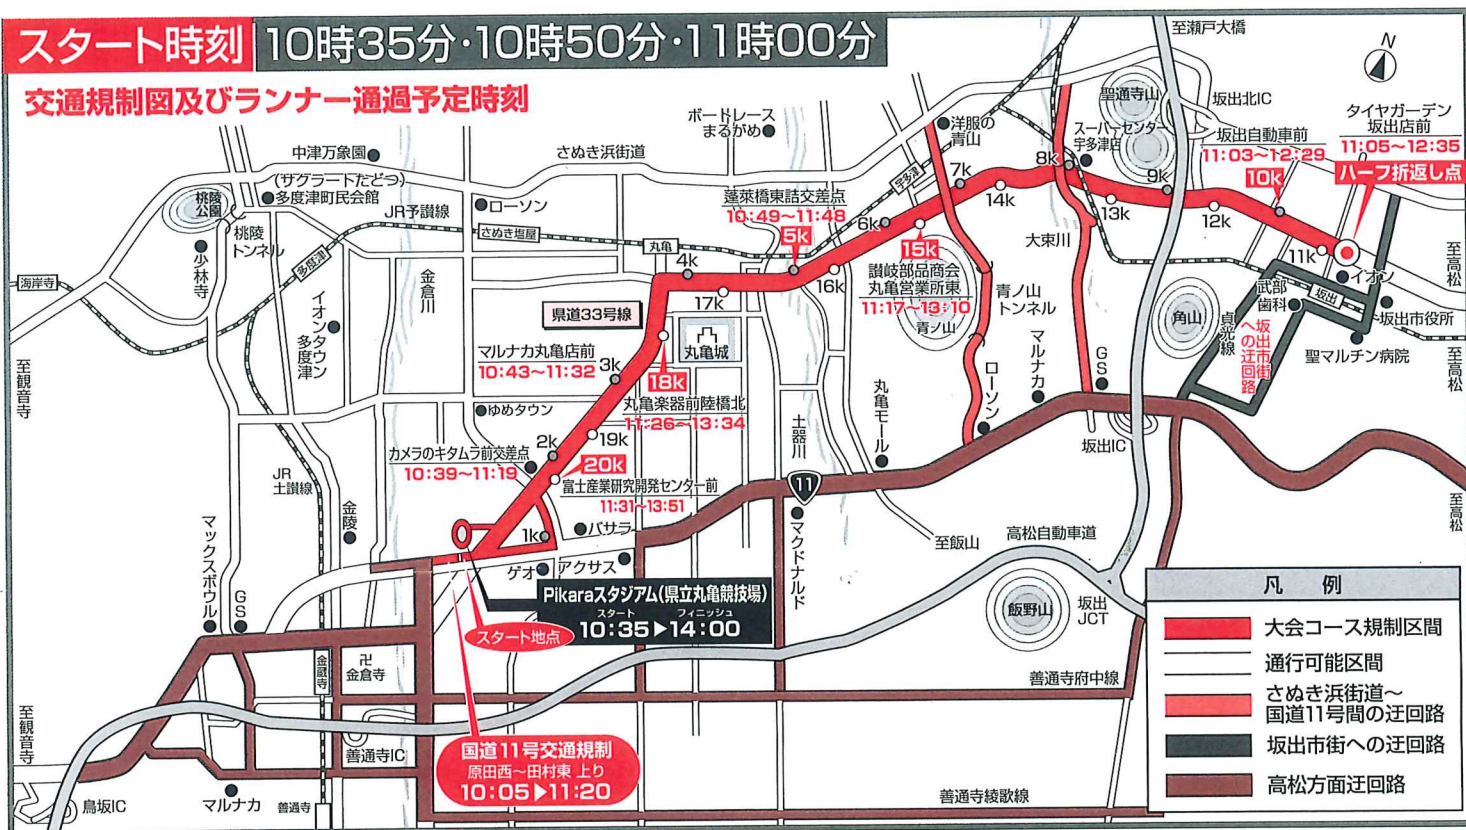 スタート時刻 10時35分·10時50分·11時00分
交通規制図及びランナー通過予定時刻
至瀬戸大橋
N
聖通寺山
坂出北IC
タイヤガーデン
坂出店前
11:05〜12:35
ハーフ折返し点
スーパーセンター
宇多津店
坂出自動車前
11:03〜12:29
10k
ボートレース
まるがめ
洋服の
青山
中津万象園
さぬき浜街道
(サクラートたどつ)
多度津町民会館
桃陵
公園
ローソン
JR予讃線
さぬき塩屋
丸亀
宇多津
蓬莱橋東詰交差点
10:49〜11:48
5k
6k
7k
8k
9k
14k
13k
12k
11k
15k
16k
17k
4k
桃陵
トンネル
少林寺
多度津
海岸寺
金倉川
イオンタウン
多度津
県道33号線
丸亀城
讃岐部品商会
丸亀営業所東
11:17〜13:10
青ノ山
青ノ山
トンネル
大束川
角山
イオン
武部
歯科
坂出
坂出市役所
聖マルチン病院
貞光線
坂出市街
への迂回路
至高松
至高松
至高松
至観音寺
マルナカ丸亀店前
10:43〜11:32
3k
18k
丸亀楽器前陸橋北
11:26〜13:34
ゆめタウン
19k
2k
カメラのキタムラ前交差点
10:39〜11:19
20k
富士産業研究開発センター前
11:31〜13:51
土器川
丸亀モール
ローソン
マルナカ
GS
坂出IC
11
マクドナルド
至飯山
高松自動車道
JR
土讃線
金陵
マックスボウル
GS
1k
バサラ
ゲオ
アクサス
Pikaraスタジアム(県立丸亀競技場)
スタート フィニッシュ
10:35▶14:00
スタート地点
飯野山
坂出
JCT
金蔵寺
卍
金倉寺
善通寺府中線
至観音寺
善通寺IC
国道11号交通規制
原田西〜田村東 上り
10:05▶11:20
鳥坂IC
マルナカ
善通寺
善通寺綾歌線
凡 例
大会コース規制区間
通行可能区間
さぬき浜街道〜
国道11号間の迂回路
坂出市街への迂回路
高松方面迂回路